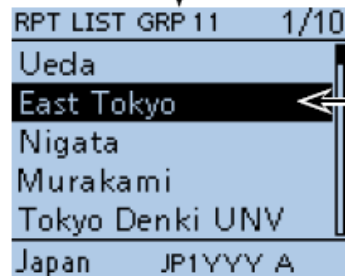 RPT LIST GRP 11 1/10
Ueda
East Tokyo
Nigata
Murakami
Tokyo Denki UNV
Japan JP1YYY A